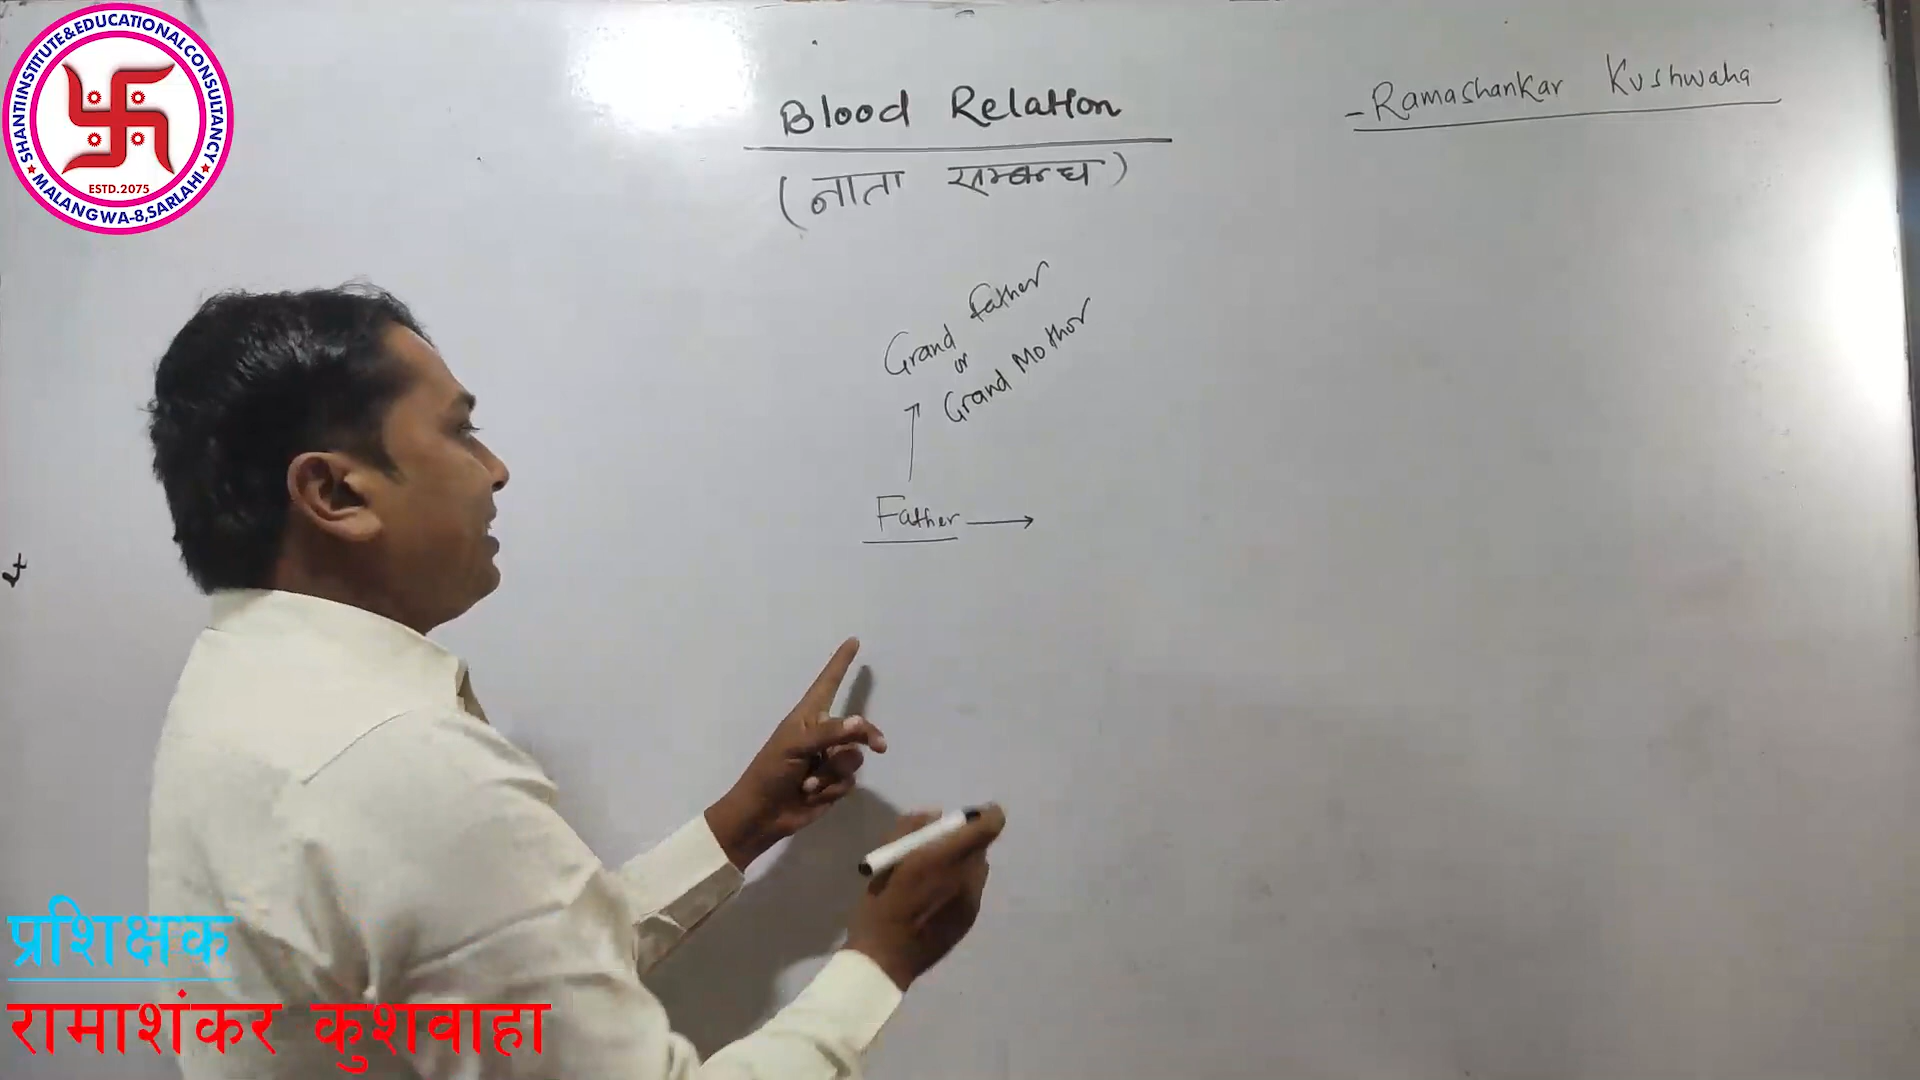 SHANTI INSTITUTE & EDUCATIONAL CONSULTANCY
ESTD.2075
MALANGWA-8,SARLAHI
Blood Relation
(नाता सम्बन्ध)
- Ramashankar Kushwaha
Grand Father
or
Grand Mother
Father
प्रशिक्षक
रामाशंकर कुशवाहा